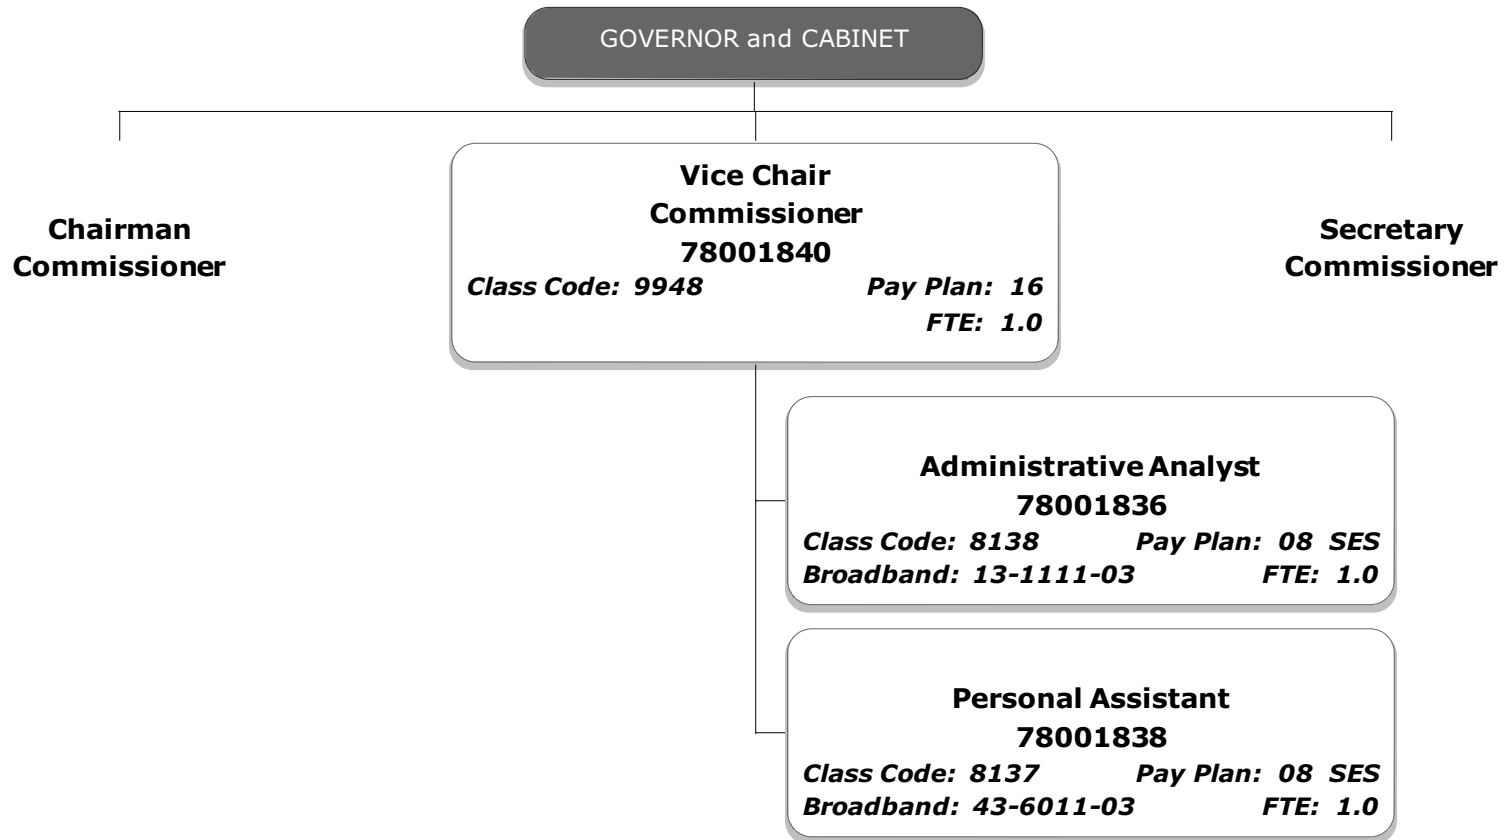 GOVERNOR and CABINET
Chairman
Commissioner
Vice Chair
Commissioner
78001840
Class Code: 9948 Pay Plan: 16
FTE: 1.0
Secretary
Commissioner
Administrative Analyst
78001836
Class Code: 8138 Pay Plan: 08 SES
Broadband: 13-1111-03 FTE: 1.0
Personal Assistant
78001838
Class Code: 8137 Pay Plan: 08 SES
Broadband: 43-6011-03 FTE: 1.0